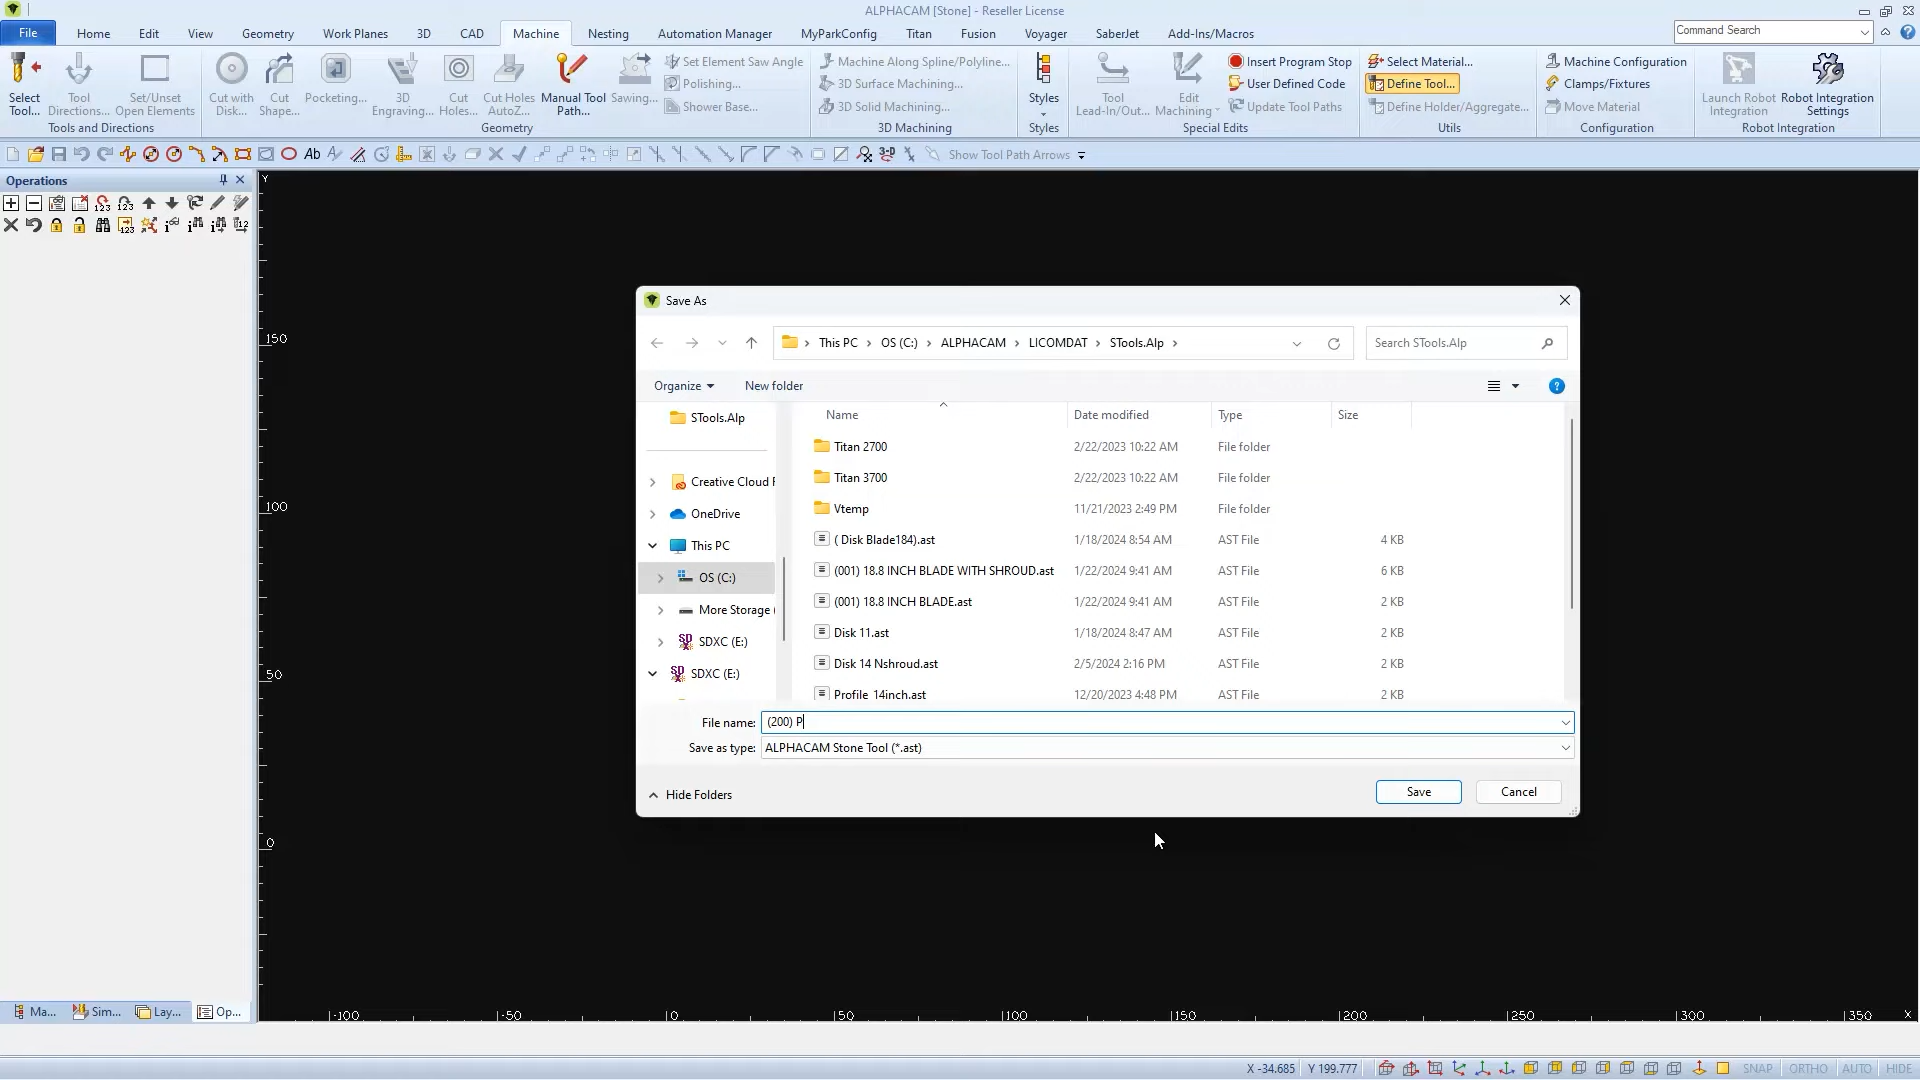 ALPHACAM [Stone] - Reseller License
File Home Edit View Geometry Work Planes 3D CAD Machine Nesting Automation Manager MyParkConfig Titan Fusion Voyager SaberJet Add-Ins/Macros Command Search
Select Tool... Tool Directions... Set/Unset Open Elements
Tools and Directions
Cut with Disk... Cut Shape... Pocketing... 3D Engraving... Cut Holes... Cut Holes AutoZ... Manual Tool Path... Sawing...
Set Element Saw Angle
Polishing...
Shower Base...
Geometry
Machine Along Spline/Polyline...
3D Surface Machining...
3D Solid Machining...
3D Machining
Styles
Styles
Tool Lead-In/Out... Edit Machining
Insert Program Stop
User Defined Code
Update Tool Paths
Special Edits
Select Material...
Define Tool...
Define Holder/Aggregate...
Utils
Machine Configuration
Clamps/Fixtures
Move Material
Configuration
Launch Robot Integration Robot Integration Settings
Robot Integration
Ab 3-D Show Tool Path Arrows
Operations
123 123
123 12
Y
150
100
50
0
-100 -50 0 50 100 150 200 250 300 350 X
Save As
This PC OS (C:) ALPHACAM LICOMDAT STools.Alp
Search STools.Alp
Organize New folder
STools.Alp
Creative Cloud F
OneDrive
This PC
OS (C:)
More Storage (
SDXC (E:)
SDXC (E:)
Name Date modified Type Size
Titan 2700 2/22/2023 10:22 AM File folder
Titan 3700 2/22/2023 10:22 AM File folder
Vtemp 11/21/2023 2:49 PM File folder
( Disk Blade184).ast 1/18/2024 8:54 AM AST File 4 KB
(001) 18.8 INCH BLADE WITH SHROUD.ast 1/22/2024 9:41 AM AST File 6 KB
(001) 18.8 INCH BLADE.ast 1/22/2024 9:41 AM AST File 2 KB
Disk 11.ast 1/18/2024 8:47 AM AST File 2 KB
Disk 14 Nshroud.ast 2/5/2024 2:16 PM AST File 2 KB
Profile 14inch.ast 12/20/2023 4:48 PM AST File 2 KB
File name: (200) P
Save as type: ALPHACAM Stone Tool (*.ast)
Hide Folders
Save Cancel
Ma... Sim... Lay... Op...
X -34.685 Y 199.777 SNAP ORTHO AUTO HIDE